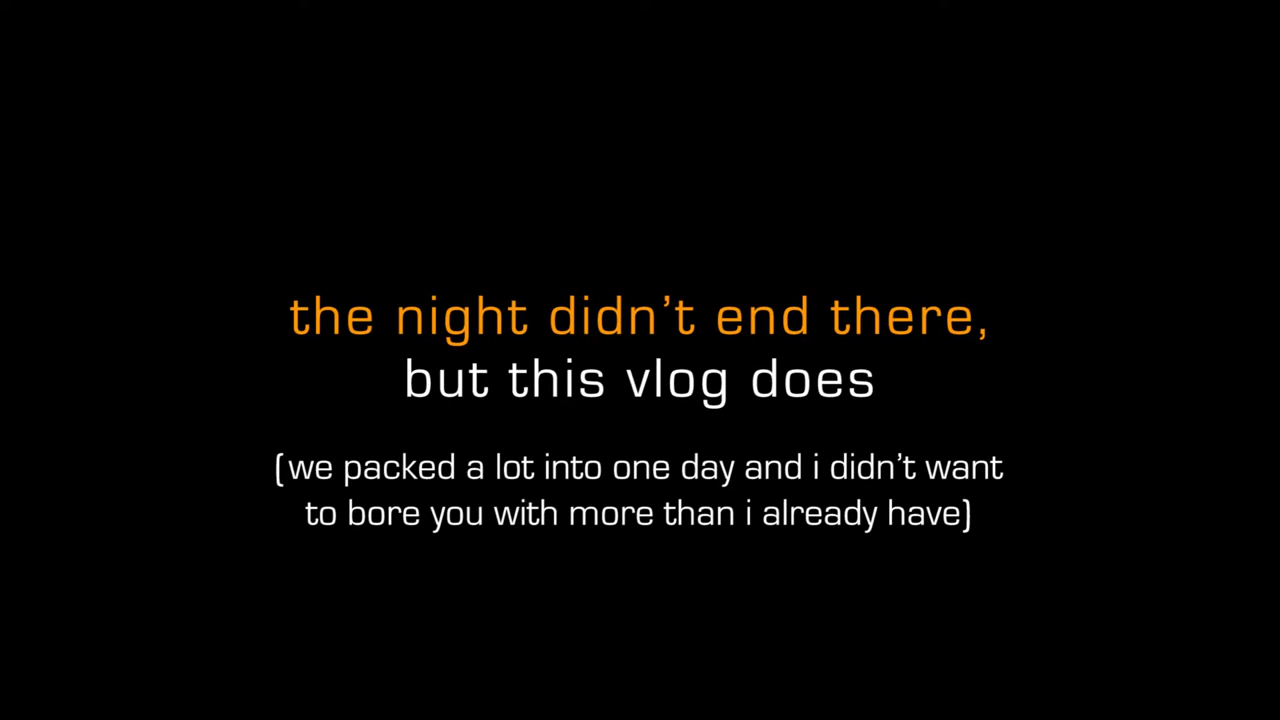 the night didn’t end there,
but this vlog does
(we packed a lot into one day and i didn’t want
to bore you with more than i already have)